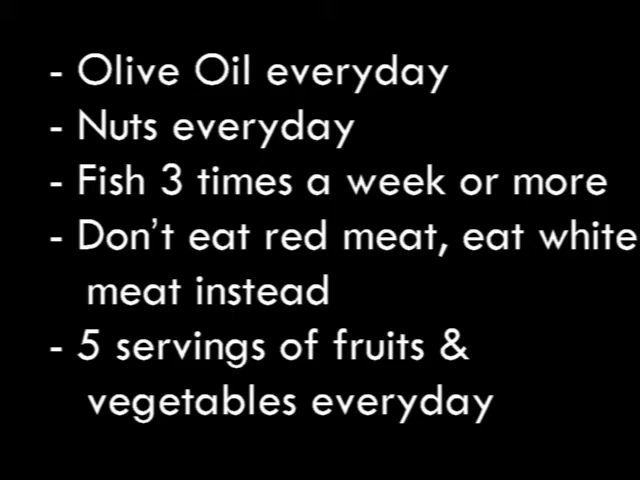 - Olive Oil everyday
- Nuts everyday
- Fish 3 times a week or more
- Don't eat red meat, eat white
meat instead
- 5 servings of fruits &
vegetables everyday